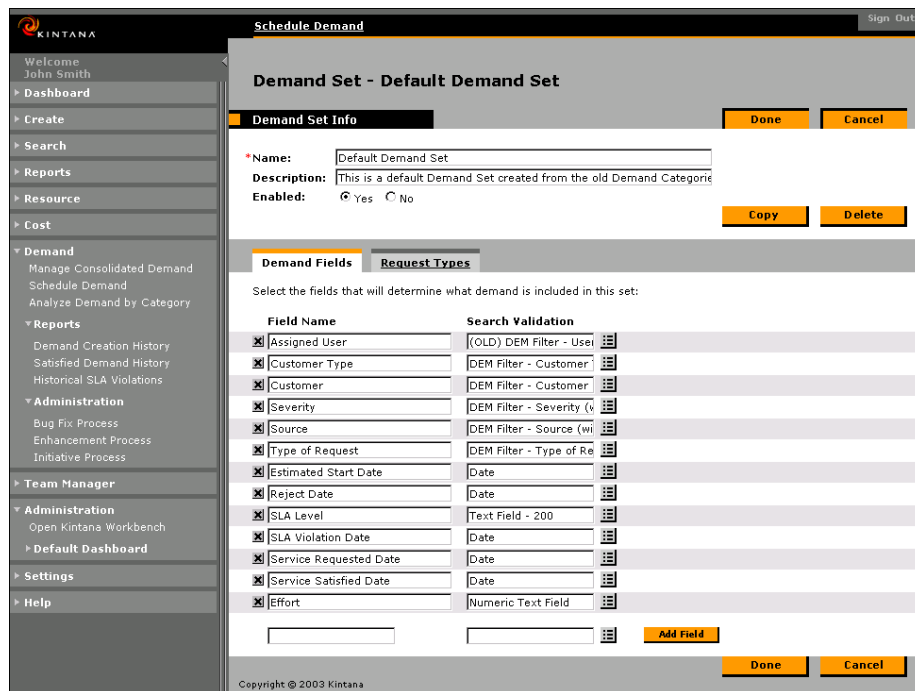 KINTANA
Schedule Demand
Sign Out
Welcome
John Smith
Dashboard
Create
Search
Reports
Resource
Cost
Demand
Manage Consolidated Demand
Schedule Demand
Analyze Demand by Category
Reports
Demand Creation History
Satisfied Demand History
Historical SLA Violations
Administration
Bug Fix Process
Enhancement Process
Initiative Process
Team Manager
Administration
Open Kintana Workbench
Default Dashboard
Settings
Help
Demand Set - Default Demand Set
Demand Set Info
Done Cancel
*Name: Default Demand Set
Description: This is a default Demand Set created from the old Demand Categorie
Enabled: Yes No
Copy Delete
Demand Fields Request Types
Select the fields that will determine what demand is included in this set:
Field Name Search Validation
Assigned User (OLD) DEM Filter - User
Customer Type DEM Filter - Customer
Customer DEM Filter - Customer
Severity DEM Filter - Severity (w
Source DEM Filter - Source (wi
Type of Request DEM Filter - Type of Re
Estimated Start Date Date
Reject Date Date
SLA Level Text Field - 200
SLA Violation Date Date
Service Requested Date Date
Service Satisfied Date Date
Effort Numeric Text Field
Add Field
Done Cancel
Copyright © 2003 Kintana